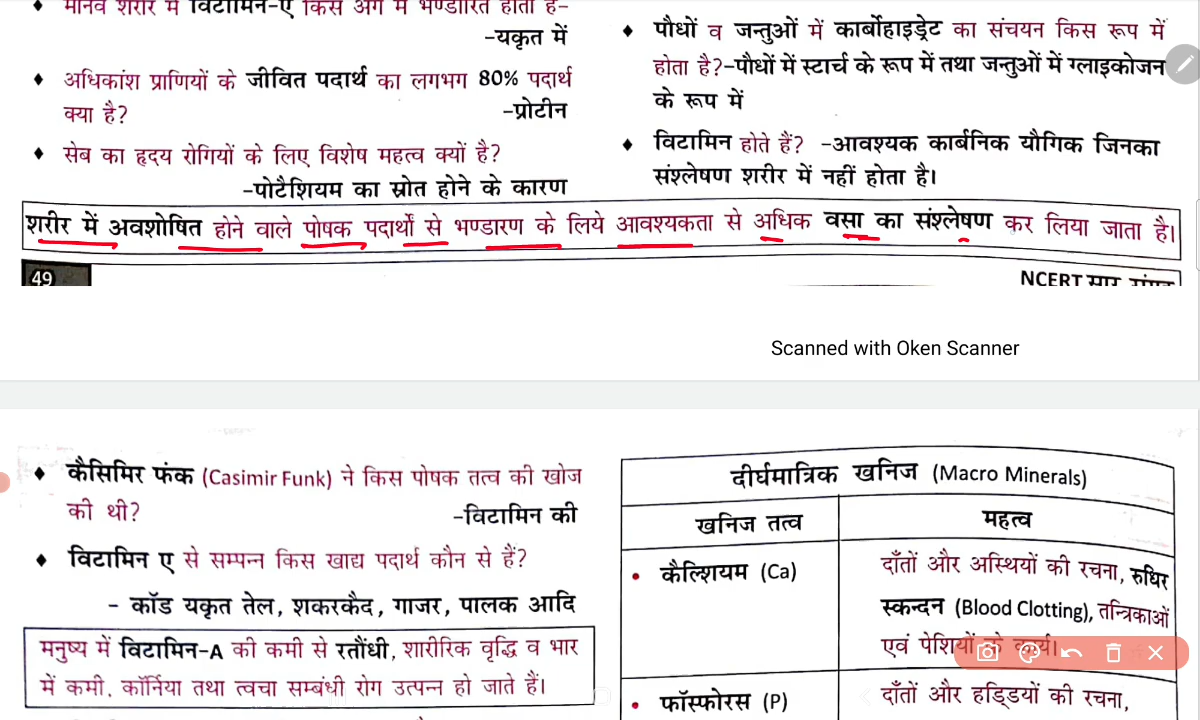 मानव शरीर में विटामिन-ए किस अंग में भण्डारित होता है-
-यकृत में
अधिकांश प्राणियों के जीवित पदार्थ का लगभग 80% पदार्थ
क्या है? -प्रोटीन
सेब का हृदय रोगियों के लिए विशेष महत्व क्यों है?
-पोटैशियम का स्रोत होने के कारण
पौधों व जन्तुओं में कार्बोहाइड्रेट का संचयन किस रूप में
होता है?-पौधों में स्टार्च के रूप में तथा जन्तुओं में ग्लाइकोजन
के रूप में
विटामिन होते हैं? -आवश्यक कार्बनिक यौगिक जिनका
संश्लेषण शरीर में नहीं होता है।
शरीर में अवशोषित होने वाले पोषक पदार्थों से भण्डारण के लिये आवश्यकता से अधिक वसा का संश्लेषण कर लिया जाता है।
49
NCERT सार संग्रह
Scanned with Oken Scanner
कैसिमिर फंक (Casimir Funk) ने किस पोषक तत्व की खोज
की थी? -विटामिन की
विटामिन ए से सम्पन्न किस खाद्य पदार्थ कौन से हैं?
- कॉड यकृत तेल, शकरकैद, गाजर, पालक आदि
मनुष्य में विटामिन-A की कमी से रतौंधी, शारीरिक वृद्धि व भार
में कमी, कॉर्निया तथा त्वचा सम्बंधी रोग उत्पन्न हो जाते हैं।
दीर्घमात्रिक खनिज (Macro Minerals)
खनिज तत्व महत्व
कैल्शियम (Ca)
दाँतों और अस्थियों की रचना, रुधिर
स्कन्दन (Blood Clotting), तन्त्रिकाओं
एवं पेशियों के कार्य।
फॉस्फोरस (P) दाँतों और हड्डियों की रचना,